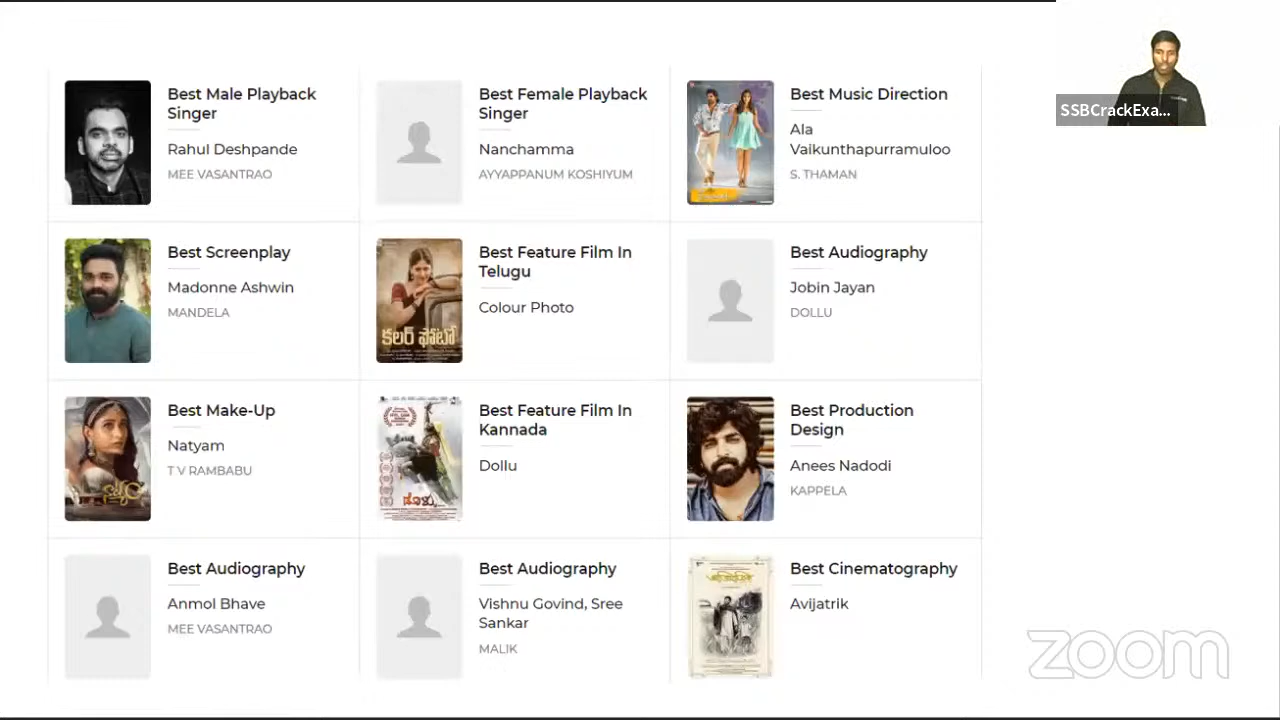 Best Male Playback
Singer
Rahul Deshpande
MEE VASANTRAO
Best Female Playback
Singer
Nanchamma
AYYAPPANUM KOSHIYUM
Best Music Direction
Ala
Vaikunthapurramuloo
S. THAMAN
SSBCrackExa...
Best Screenplay
Madonne Ashwin
MANDELA
Best Feature Film In
Telugu
Colour Photo
కలర్ ఫోటో
Best Audiography
Jobin Jayan
DOLLU
Best Make-Up
Natyam
T V RAMBABU
Best Feature Film In
Kannada
Dollu
ಡೊಳ್ಳು
Best Production
Design
Anees Nadodi
KAPPELA
Best Audiography
Anmol Bhave
MEE VASANTRAO
Best Audiography
Vishnu Govind, Sree
Sankar
MALIK
Best Cinematography
Avijatrik
zoom